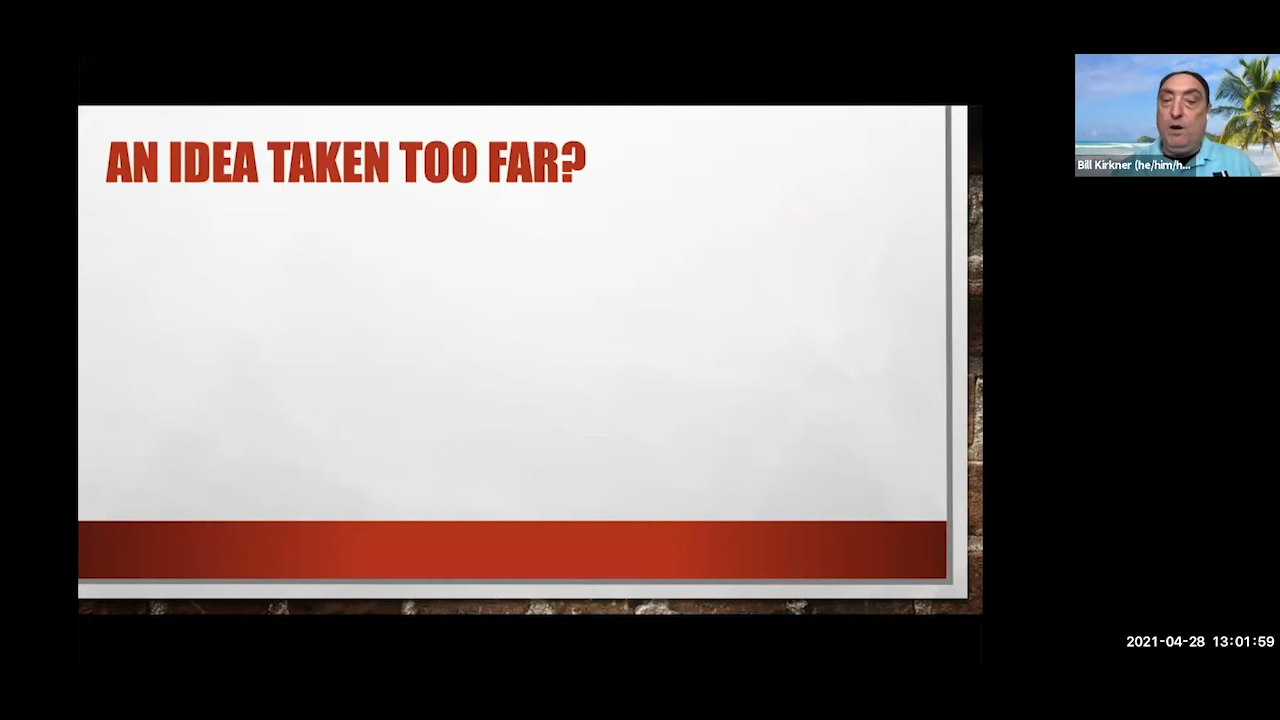 AN IDEA TAKEN TOO FAR?
Bill Kirkner (he/him/h...
2021-04-28 13:01:59